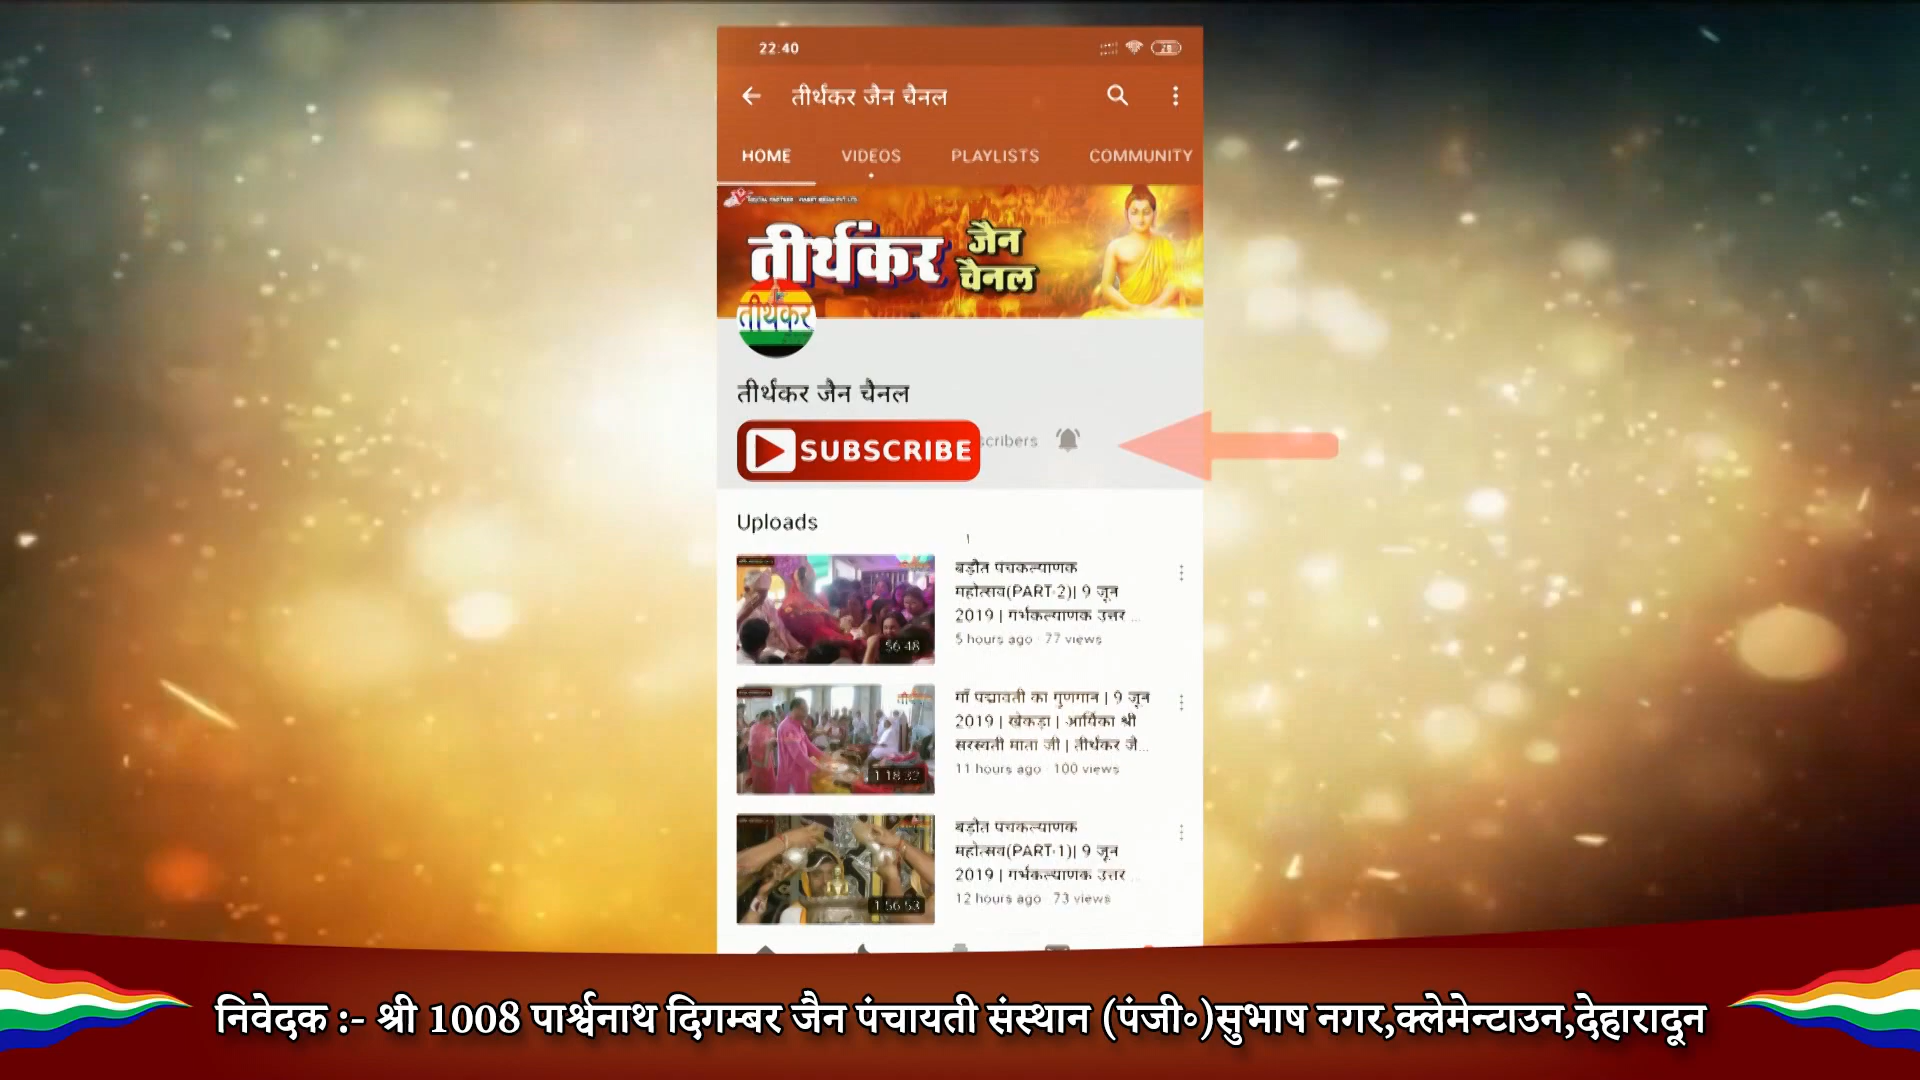 22:40
तीर्थंकर जैन चैनल
HOME VIDEOS PLAYLISTS COMMUNITY
तीर्थंकर जैन चैनल
तीर्थंकर
तीर्थंकर जैन चैनल
SUBSCRIBE
scribers
Uploads
बड़ौत पंचकल्याणक
महोत्सव(PART-2)| 9 जून
2019 | गर्भकल्याणक उत्तर ...
5 hours ago · 77 views
56:48
माँ पद्मावती का गुणगान | 9 जून
2019 | खेकड़ा | आर्यिका श्री
सरस्वती माता जी | तीर्थंकर जै...
11 hours ago · 100 views
1:18:32
बड़ौत पंचकल्याणक
महोत्सव(PART-1)| 9 जून
2019 | गर्भकल्याणक उत्तर ...
12 hours ago · 73 views
1:56:53
निवेदक :- श्री 1008 पार्श्वनाथ दिगम्बर जैन पंचायती संस्थान (पंजी॰)सुभाष नगर,क्लेमेन्टाउन,देहारादून